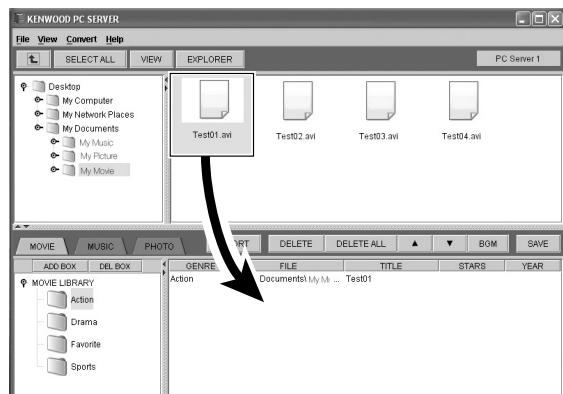 KENWOOD PC SERVER
File View Convert Help
SELECT ALL VIEW EXPLORER PC Server 1
Desktop
My Computer
My Network Places
My Documents
My Music
My Picture
My Movie
Test01.avi Test02.avi Test03.avi Test04.avi
MOVIE MUSIC PHOTO DELETE DELETE ALL ▲ ▼ BGM SAVE
ADD BOX DEL BOX GENRE FILE TITLE STARS YEAR
MOVIE LIBRARY
Action Documents\ My M ... Test01
Action
Drama
Favorite
Sports